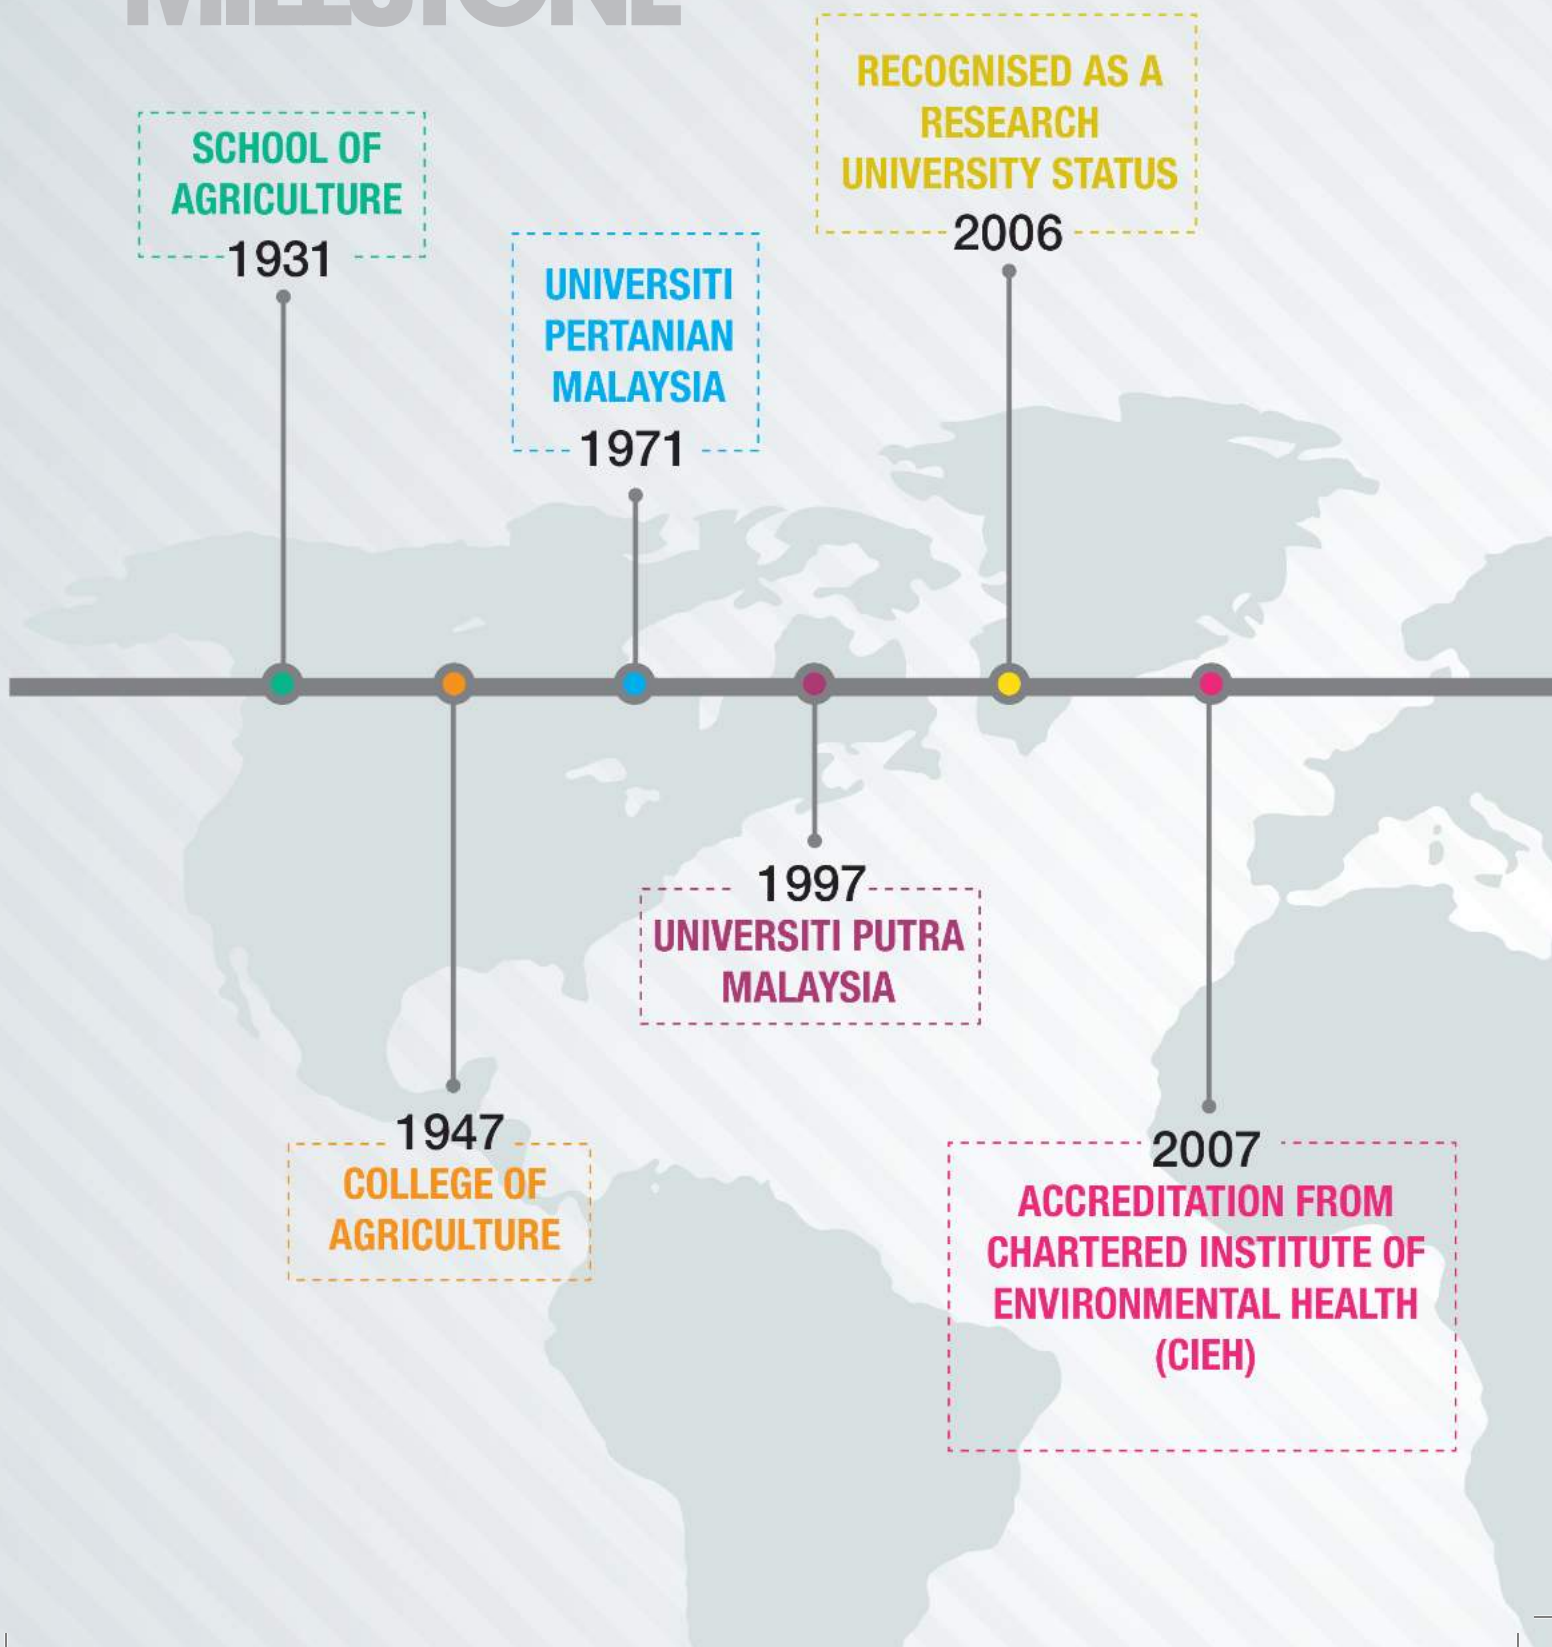 MILESTONE
SCHOOL OF
AGRICULTURE
1931
UNIVERSITI
PERTANIAN
MALAYSIA
1971
RECOGNISED AS A
RESEARCH
UNIVERSITY STATUS
2006
1947
COLLEGE OF
AGRICULTURE
1997
UNIVERSITI PUTRA
MALAYSIA
2007
ACCREDITATION FROM
CHARTERED INSTITUTE OF
ENVIRONMENTAL HEALTH
(CIEH)